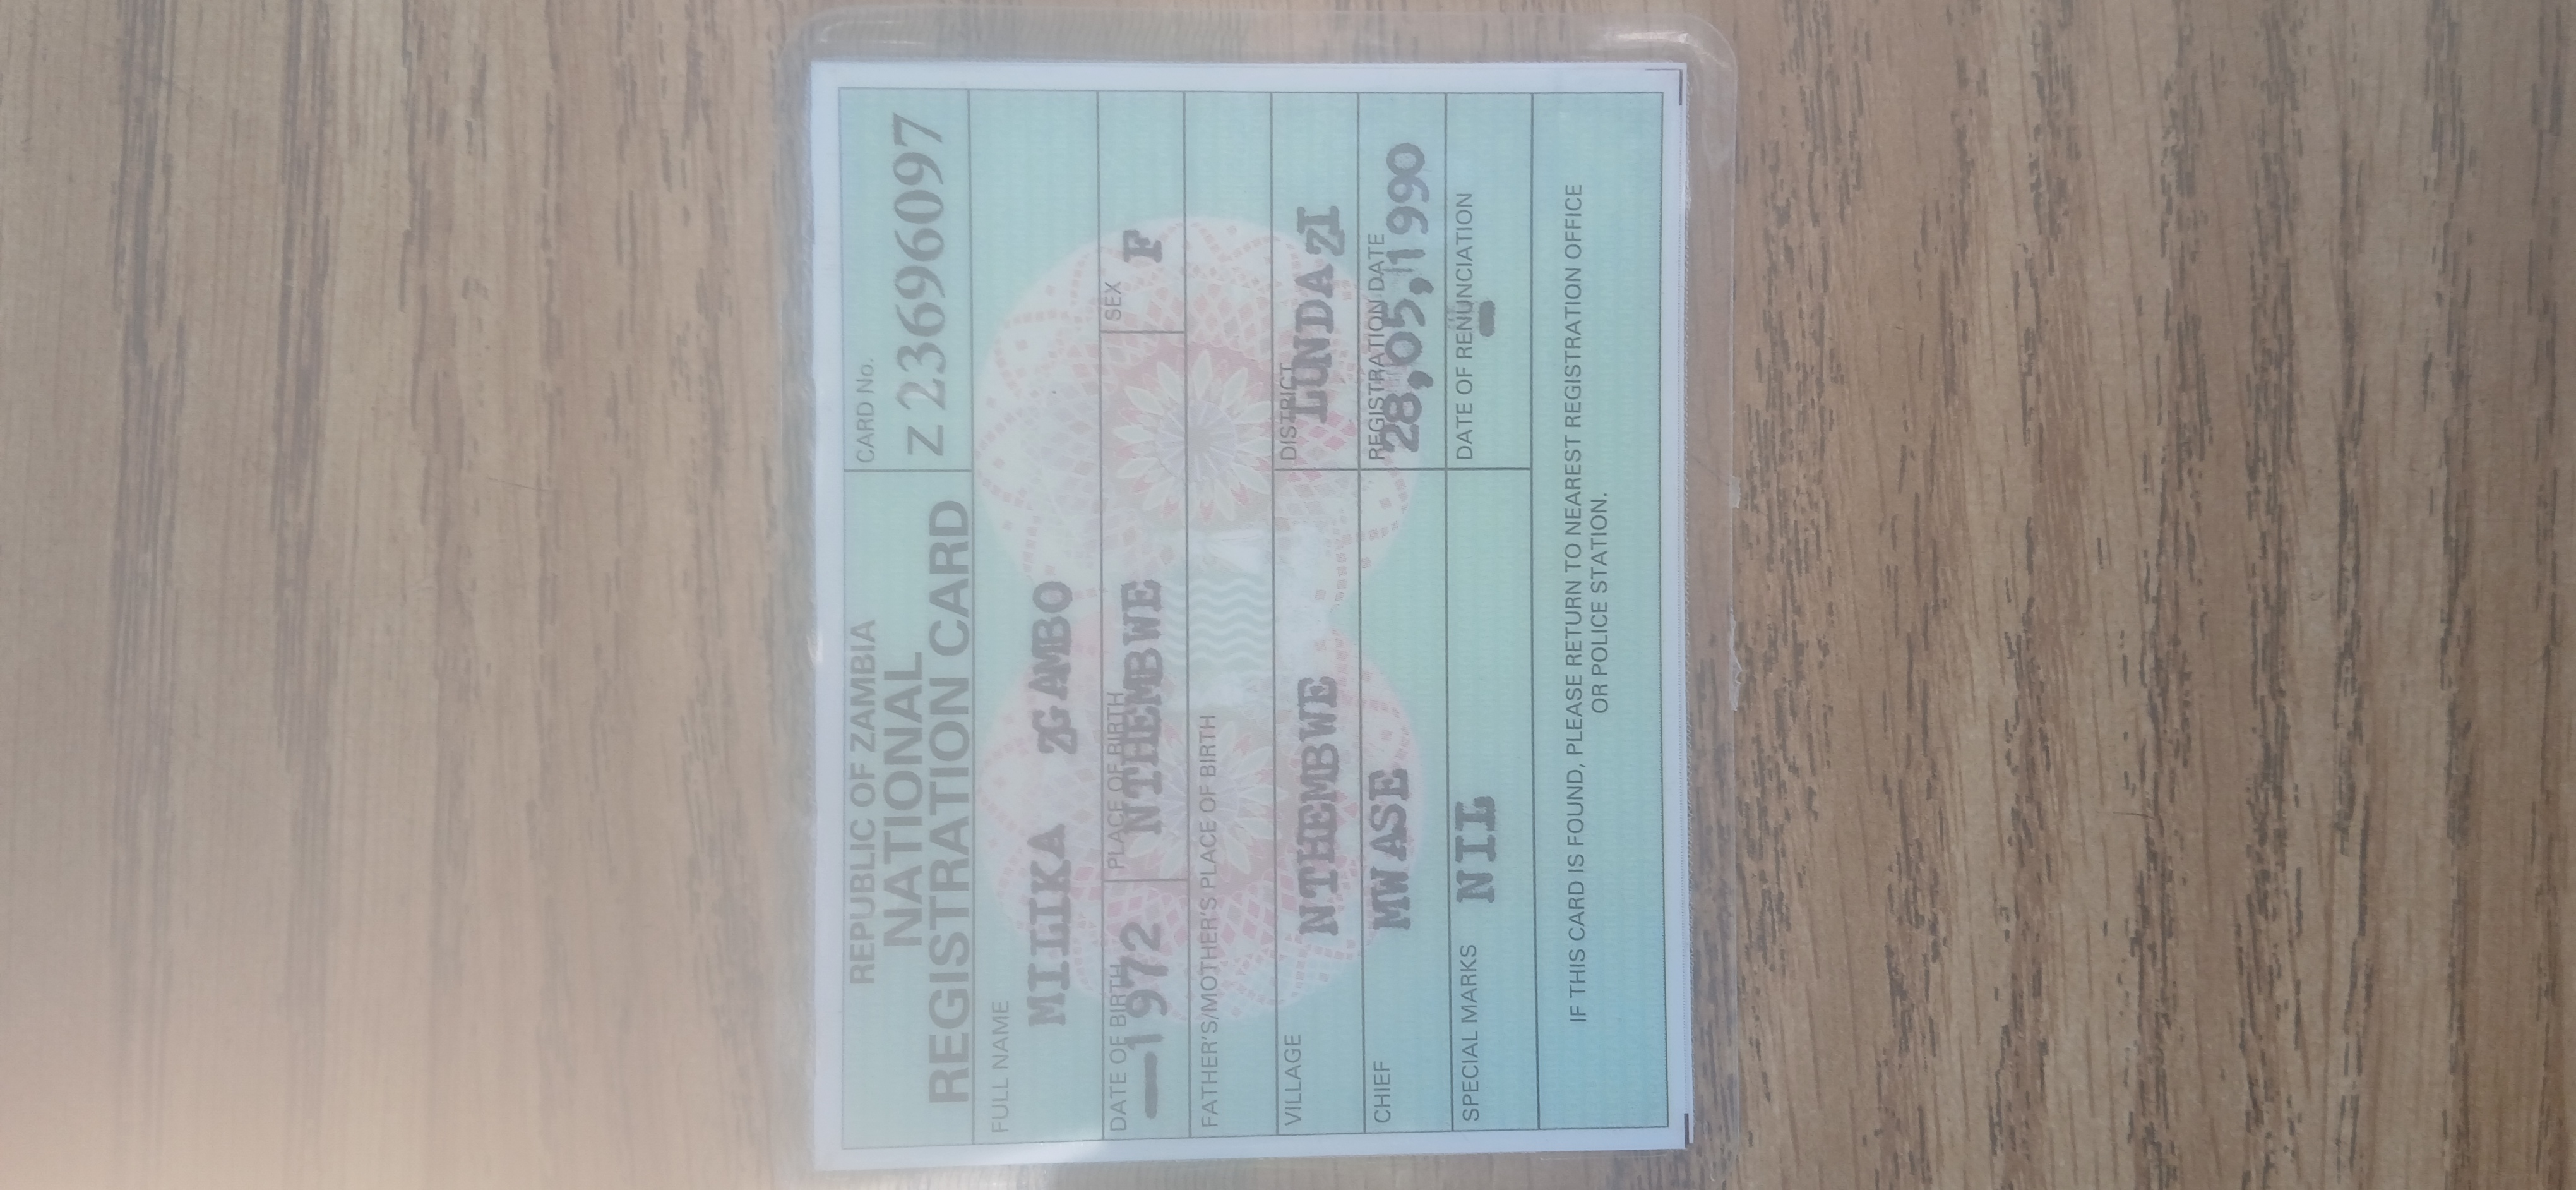 REPUBLIC OF ZAMBIA
NATIONAL
REGISTRATION CARD
CARD No.
Z 2369696097
FULL NAME
MILIKA
DATE OF BIRTH
—1972
PLACE OF BIRTH
NTHEMBWE
SEX
F
FATHER'S/MOTHER'S PLACE OF BIRTH
VILLAGE
NTHEMBWE
DISTRICT
LUNDAZI
CHIEF
MWASE
REGISTRATION DATE
28,05,1990
SPECIAL MARKS
NIL
DATE OF RENUNCIATION
—
IF THIS CARD IS FOUND, PLEASE RETURN TO NEAREST REGISTRATION OFFICE
OR POLICE STATION.